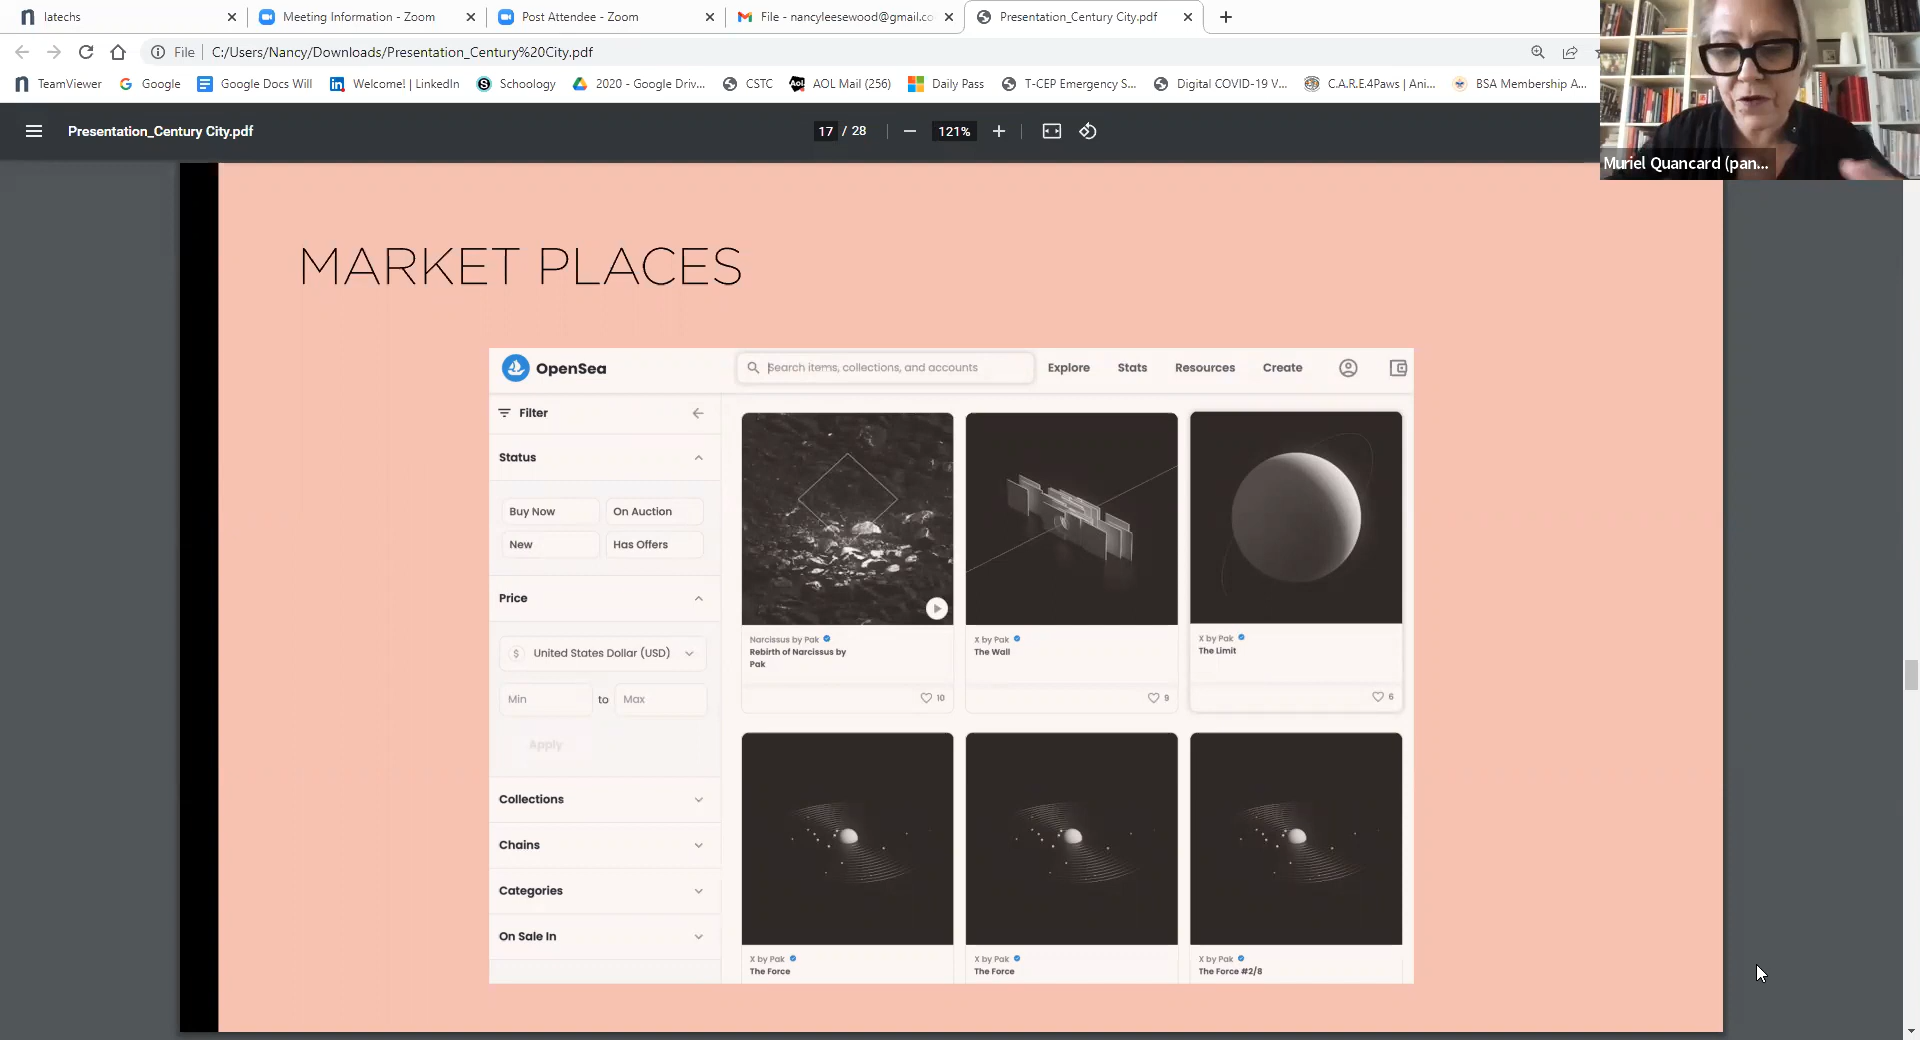 latechs
Meeting Information - Zoom
Post Attendee - Zoom
File - nancyleesewood@gmail.co
Presentation_Century City.pdf
File
C:/Users/Nancy/Downloads/Presentation_Century%20City.pdf
TeamViewer
Google
Google Docs Will
Welcome! | LinkedIn
Schoology
2020 - Google Driv...
CSTC
AOL Mail (256)
Daily Pass
T-CEP Emergency S...
Digital COVID-19 V...
C.A.R.E.4Paws | Ani...
BSA Membership A...
Presentation_Century City.pdf
17 / 28
121%
Muriel Quancard (pan...
MARKET PLACES
OpenSea
Search items, collections, and accounts
Explore
Stats
Resources
Create
Filter
Status
Buy Now
On Auction
New
Has Offers
Price
$ United States Dollar (USD)
Min to Max
Apply
Collections
Chains
Categories
On Sale In
Narcissus by Pak
Rebirth of Narcissus by
Pak
10
X by Pak
The Wall
9
X by Pak
The Limit
6
X by Pak
The Force
X by Pak
The Force
X by Pak
The Force #2/8